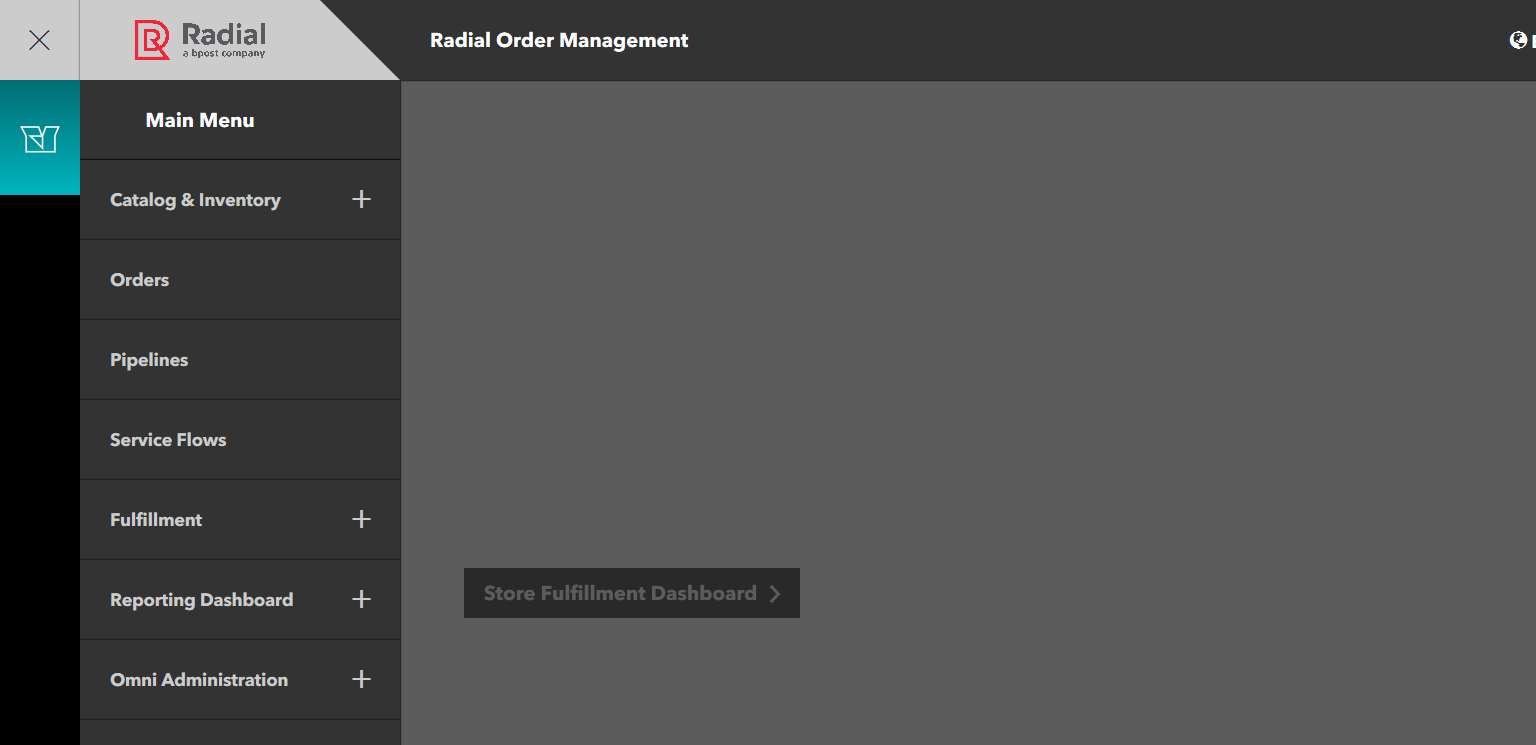 Radial
a bpost company
Radial Order Management
Main Menu
Catalog & Inventory
Orders
Pipelines
Service Flows
Fulfillment
Reporting Dashboard
Omni Administration
Store Fulfillment Dashboard